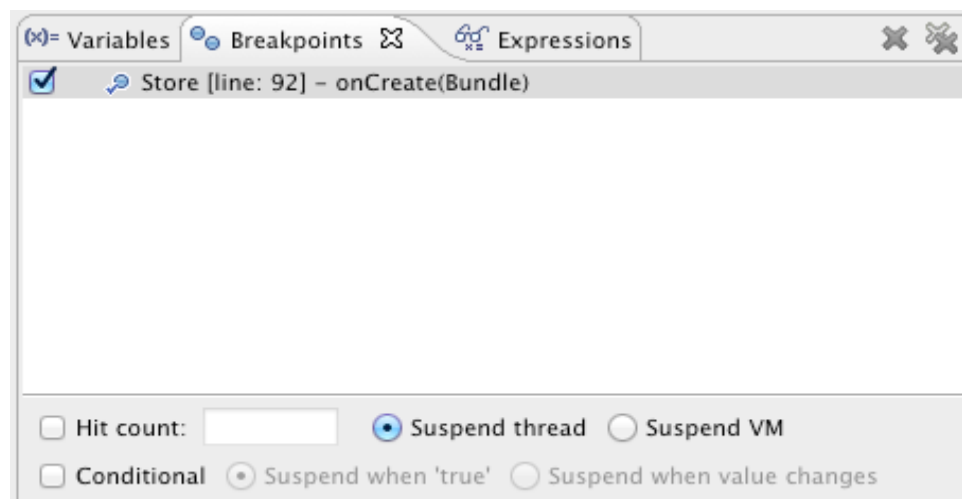 (x)= Variables Breakpoints Expressions
Store [line: 92] - onCreate(Bundle)
Hit count: Suspend thread Suspend VM
Conditional Suspend when 'true' Suspend when value changes